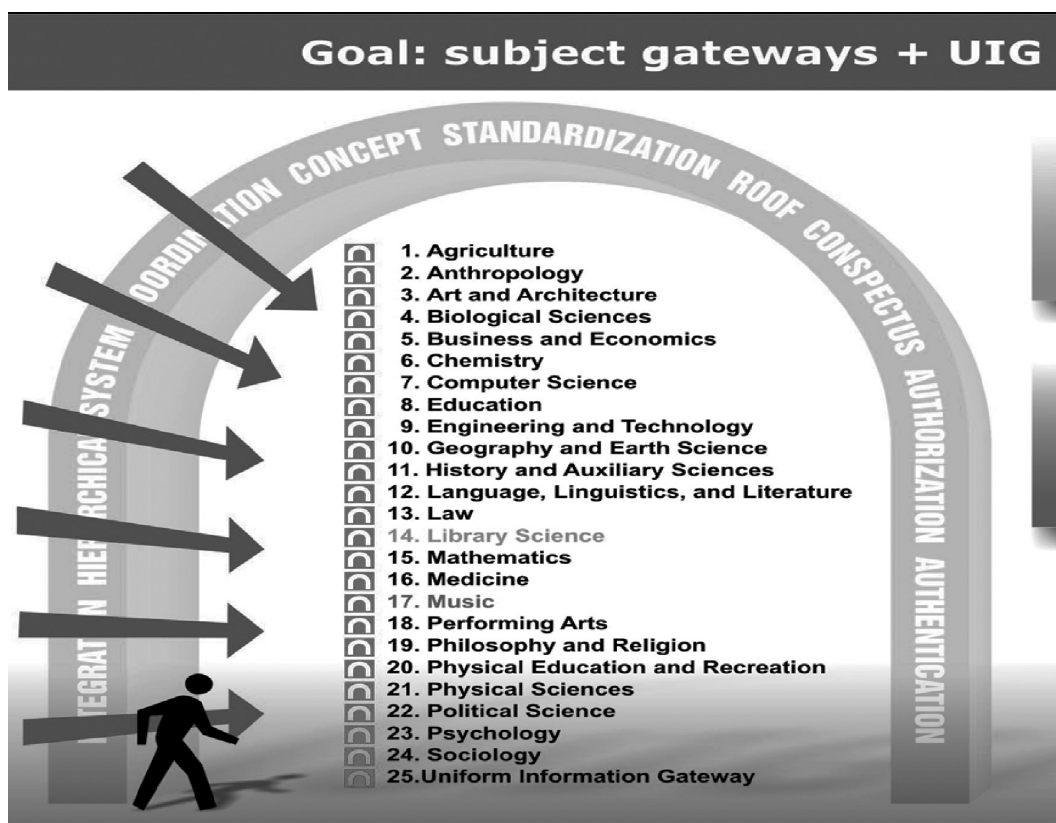 Goal: subject gateways + UIG
INTEGRATION HIERARCHICAL SYSTEM COORDINATION CONCEPT STANDARDIZATION ROOF CONSPECTUS AUTHORIZATION AUTHENTICATION
1. Agriculture
2. Anthropology
3. Art and Architecture
4. Biological Sciences
5. Business and Economics
6. Chemistry
7. Computer Science
8. Education
9. Engineering and Technology
10. Geography and Earth Science
11. History and Auxiliary Sciences
12. Language, Linguistics, and Literature
13. Law
14. Library Science
15. Mathematics
16. Medicine
17. Music
18. Performing Arts
19. Philosophy and Religion
20. Physical Education and Recreation
21. Physical Sciences
22. Political Science
23. Psychology
24. Sociology
25.Uniform Information Gateway